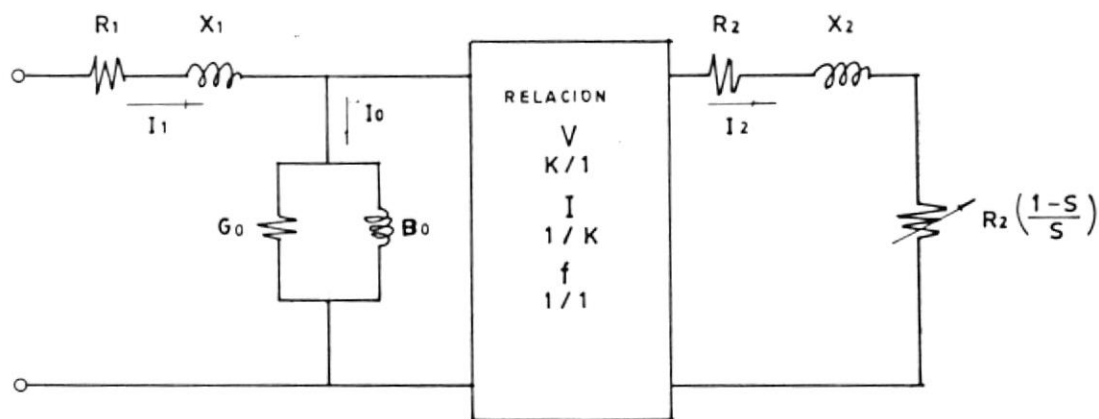 R1
X1
I1
I0
G0
B0
RELACION
V
K/1
I
1/K
f
1/1
R2
X2
I2
R2 (1-S/S)